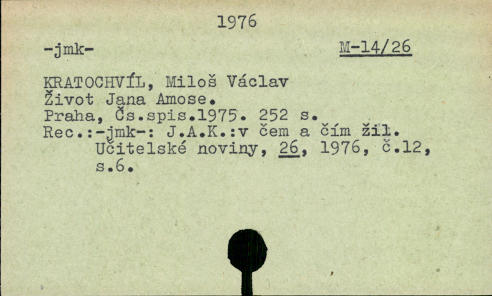 1976
-jmk- M-14/26
KRATOCHVÍL, Miloš Václav
Život Jana Amose.
Praha, Čs.spis.1975. 252 s.
Rec.:-jmk-: J.A.K.:v čem a čím žil.
Učitelské noviny, 26, 1976, č.12,
s.6.